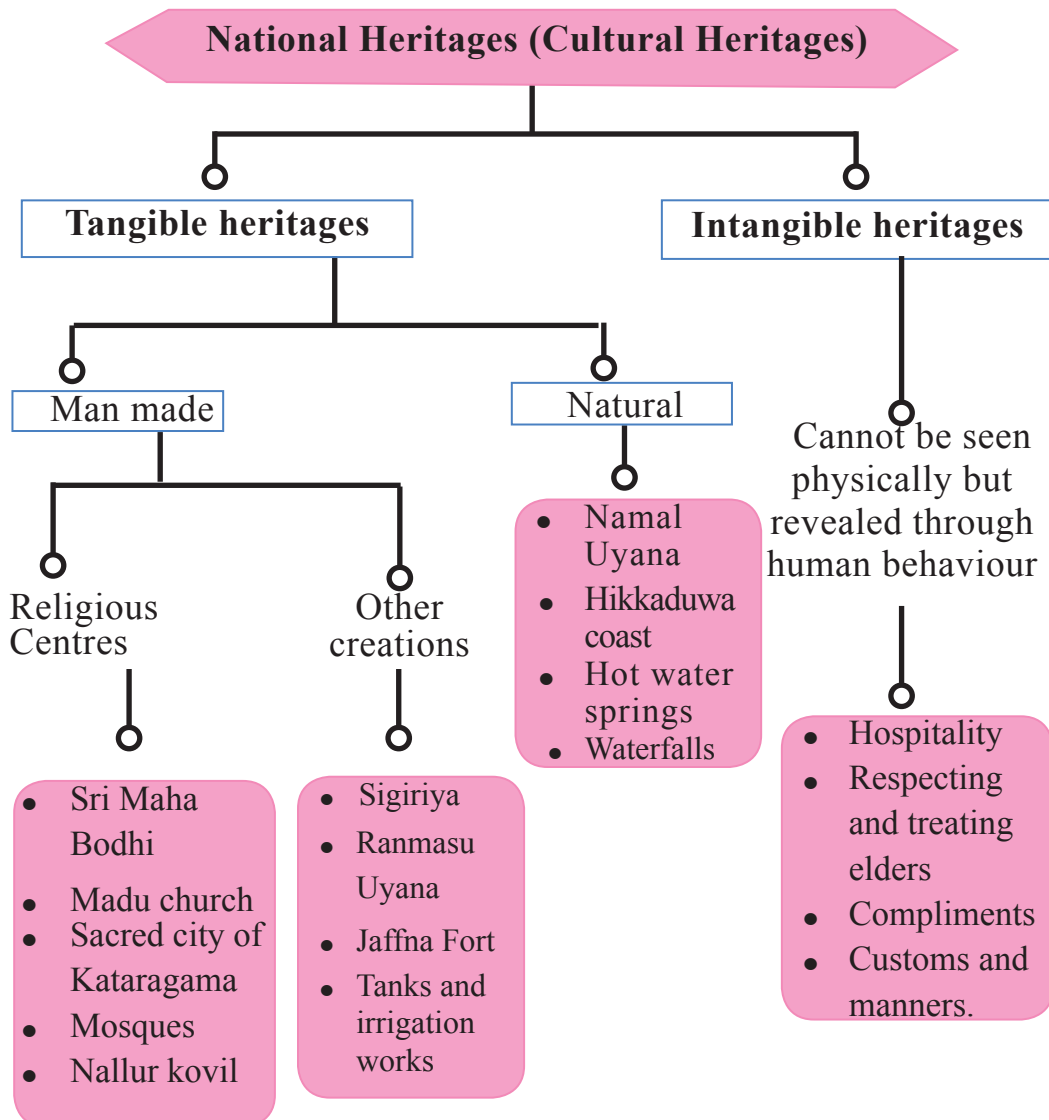 National Heritages (Cultural Heritages)
Tangible heritages
Intangible heritages
Man made
Natural
Cannot be seen
physically but
revealed through
human behaviour
Religious
Centres
Other
creations
• Namal
Uyana
• Hikkaduwa
coast
• Hot water
springs
• Waterfalls
• Sri Maha
Bodhi
• Madu church
• Sacred city of
Kataragama
• Mosques
• Nallur kovil
• Sigiriya
• Ranmasu
Uyana
• Jaffna Fort
• Tanks and
irrigation
works
• Hospitality
• Respecting
and treating
elders
• Compliments
• Customs and
manners.